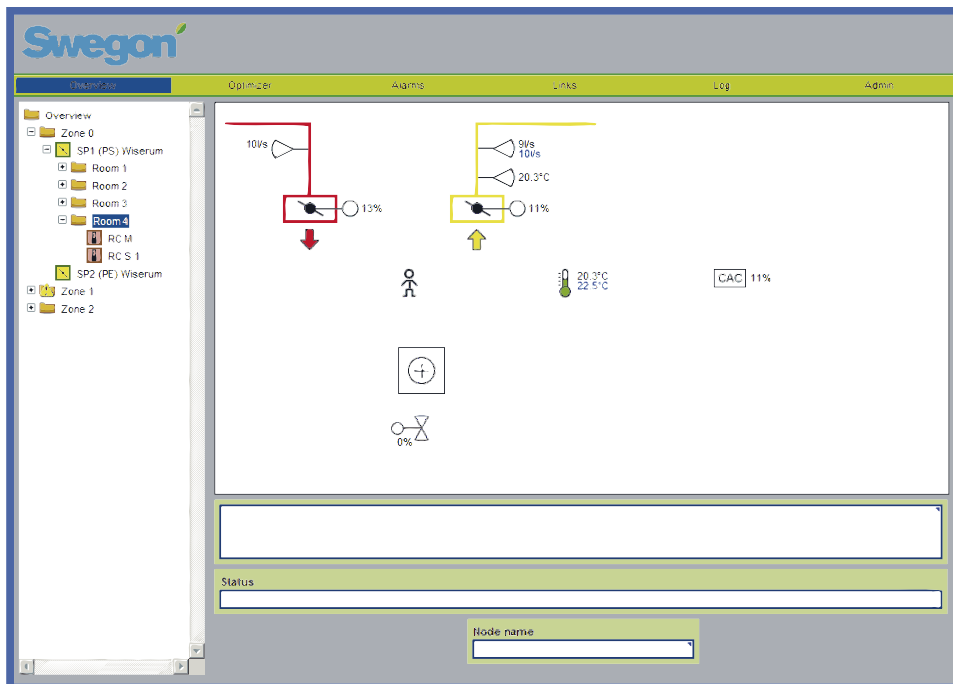 Swegon
Overview
Optimizer
Alarms
Links
Log
Admin
Overview
Zone 0
SP1 (PS) Wiserum
Room 1
Room 2
Room 3
Room 4
RC M
RC S 1
SP2 (PE) Wiserum
Zone 1
Zone 2
10l/s
13%
9l/s
10l/s
20.3°C
11%
20.3°C
22.5°C
CAC 11%
0%
Status
Node name